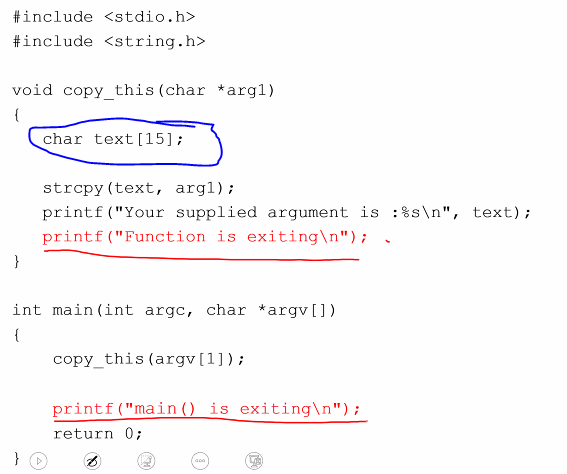 #include <stdio.h>
#include <string.h>
void copy_this(char *arg1)
{
char text[15];
strcpy(text, arg1);
printf("Your supplied argument is :%s\n", text);
printf("Function is exiting\n");
}
int main(int argc, char *argv[])
{
copy_this(argv[1]);
printf("main() is exiting\n");
return 0;
}